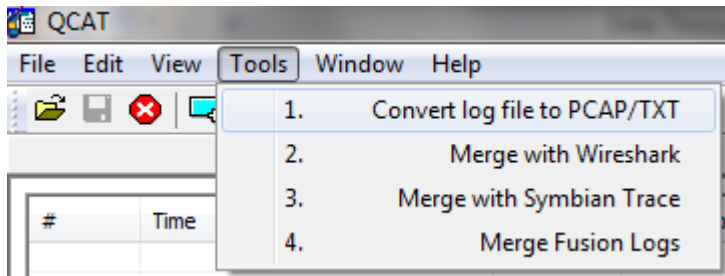 QCAT
File Edit View Tools Window Help
1. Convert log file to PCAP/TXT
2. Merge with Wireshark
3. Merge with Symbian Trace
4. Merge Fusion Logs
# Time